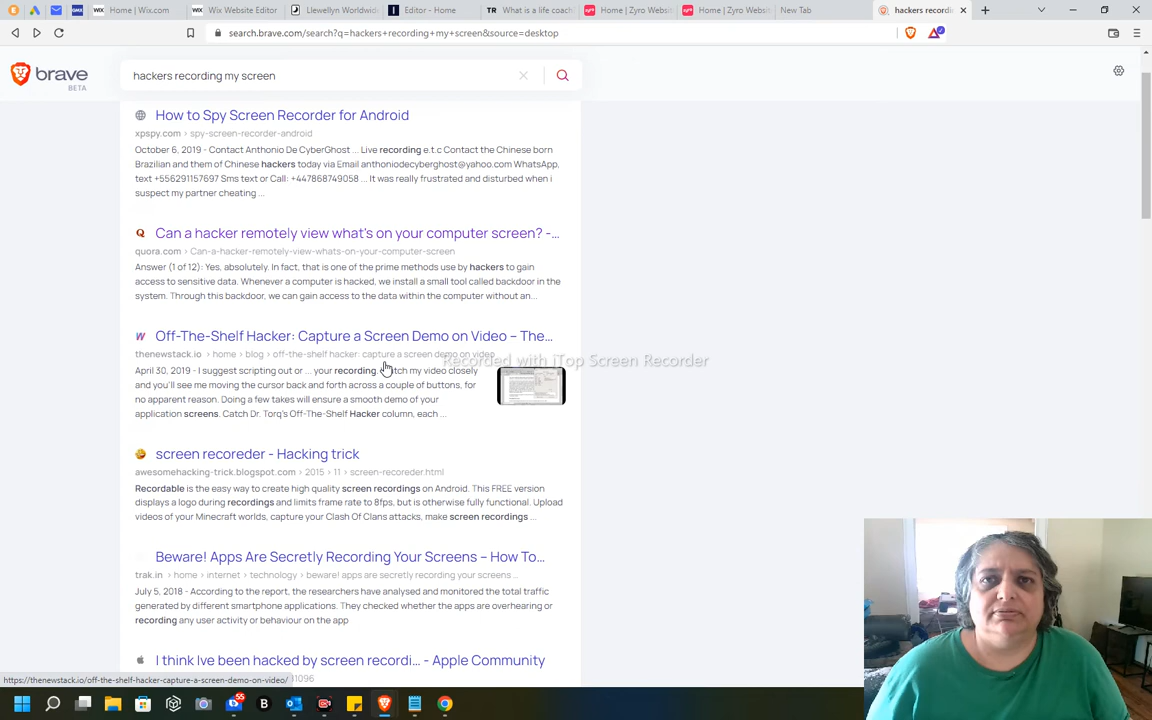 Home | Wix.com
Wix Website Editor
Llewellyn Worldwide
Editor - Home
What is a life coach
Home | Zyro Website
Home | Zyro Website
New Tab
hackers recordi
search.brave.com/search?q=hackers+recording+my+screen&source=desktop
brave
BETA
hackers recording my screen
How to Spy Screen Recorder for Android
xpspy.com › spy-screen-recorder-android
October 6, 2019 - Contact Anthonio De CyberGhost ... Live recording e.t.c Contact the Chinese born
Brazilian and them of Chinese hackers today via Email anthoniodecyberghost@yahoo.com WhatsApp,
text +556291157697 Sms text or Call: +447868749058 ... It was really frustrated and disturbed when i
suspect my partner cheating ...
Can a hacker remotely view what's on your computer screen? -...
quora.com › Can-a-hacker-remotely-view-whats-on-your-computer-screen
Answer (1 of 12): Yes, absolutely. In fact, that is one of the prime methods use by hackers to gain
access to sensitive data. Whenever a computer is hacked, we install a small tool called backdoor in the
system. Through this backdoor, we can gain access to the data within the computer without an...
Off-The-Shelf Hacker: Capture a Screen Demo on Video – The...
thenewstack.io › home › blog › off-the-shelf hacker: capture a screen demo on video
Recorded with iTop Screen Recorder
April 30, 2019 - I suggest scripting out or ... your recording. Watch my video closely
and you'll see me moving the cursor back and forth across a couple of buttons, for
no apparent reason. Doing a few takes will ensure a smooth demo of your
application screens. Catch Dr. Torq's Off-The-Shelf Hacker column, each ...
screen recoreder - Hacking trick
awesomehacking-trick.blogspot.com › 2015 › 11 › screen-recoreder.html
Recordable is the easy way to create high quality screen recordings on Android. This FREE version
displays a logo during recordings and limits frame rate to 8fps, but is otherwise fully functional. Upload
videos of your Minecraft worlds, capture your Clash Of Clans attacks, make screen recordings ...
Beware! Apps Are Secretly Recording Your Screens – How To...
trak.in › home › internet › technology › beware! apps are secretly recording your screens ..
July 5, 2018 - According to the report, the researchers have analysed and monitored the total traffic
generated by different smartphone applications. They checked whether the apps are overhearing or
recording any user activity or behaviour on the phone
I think Ive been hacked by screen recordi... - Apple Community
31096
https://thenewstack.io/off-the-shelf-hacker-capture-a-screen-demo-on-video/
55